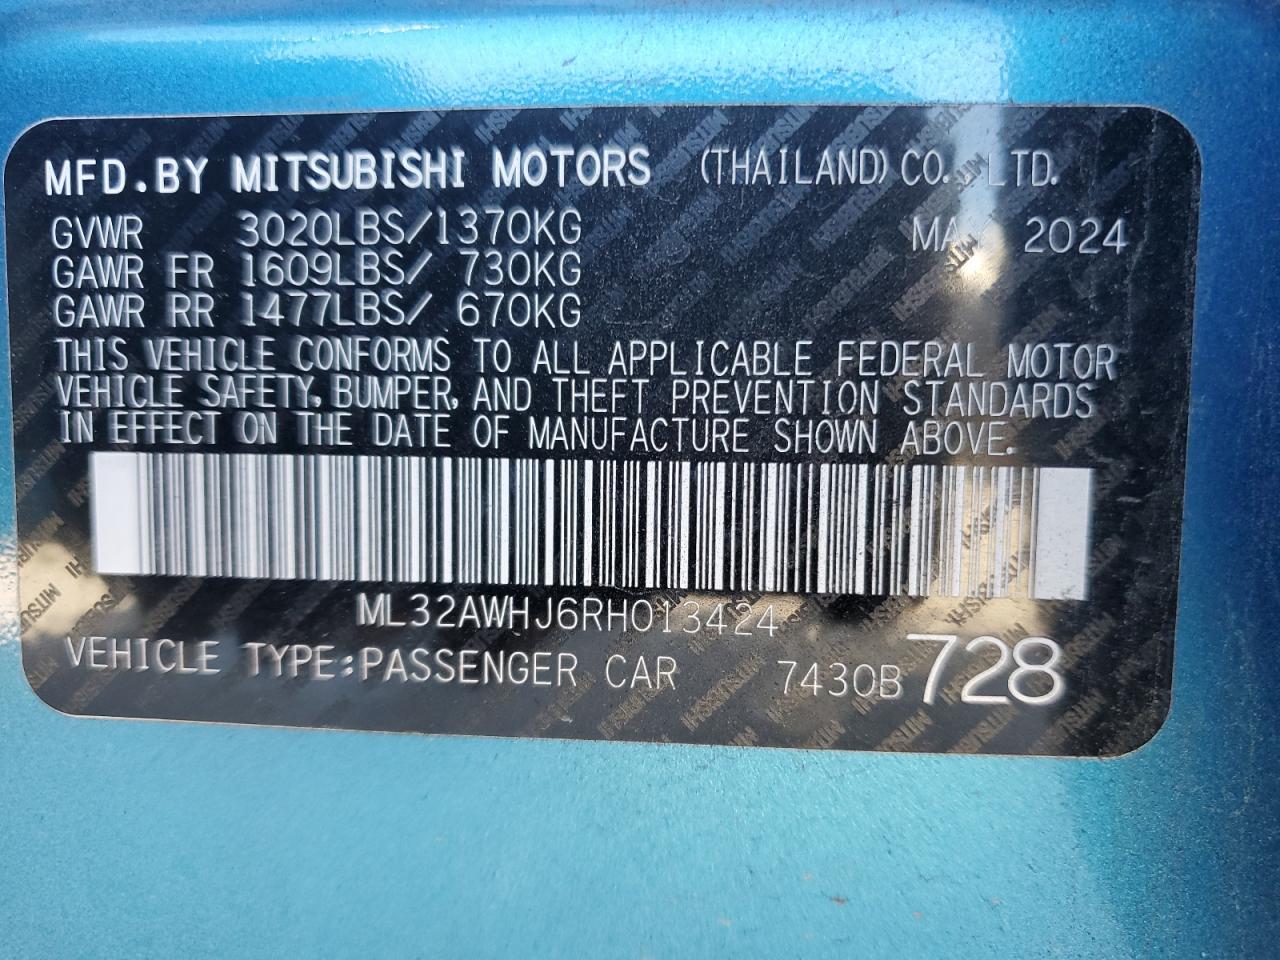 MFD.BY MITSUBISHI MOTORS (THAILAND) CO., LTD.
GVWR 3020LBS/1370KG 2024
GAWR FR 1609LBS/ 730KG
GAWR RR 1477LBS/ 670KG
THIS VEHICLE CONFORMS TO ALL APPLICABLE FEDERAL MOTOR
VEHICLE SAFETY, BUMPER, AND THEFT PREVENTION STANDARDS
IN EFFECT ON THE DATE OF MANUFACTURE SHOWN ABOVE.
ML32AWHJ6RH013424
VEHICLE TYPE:PASSENGER CAR 7430B 728